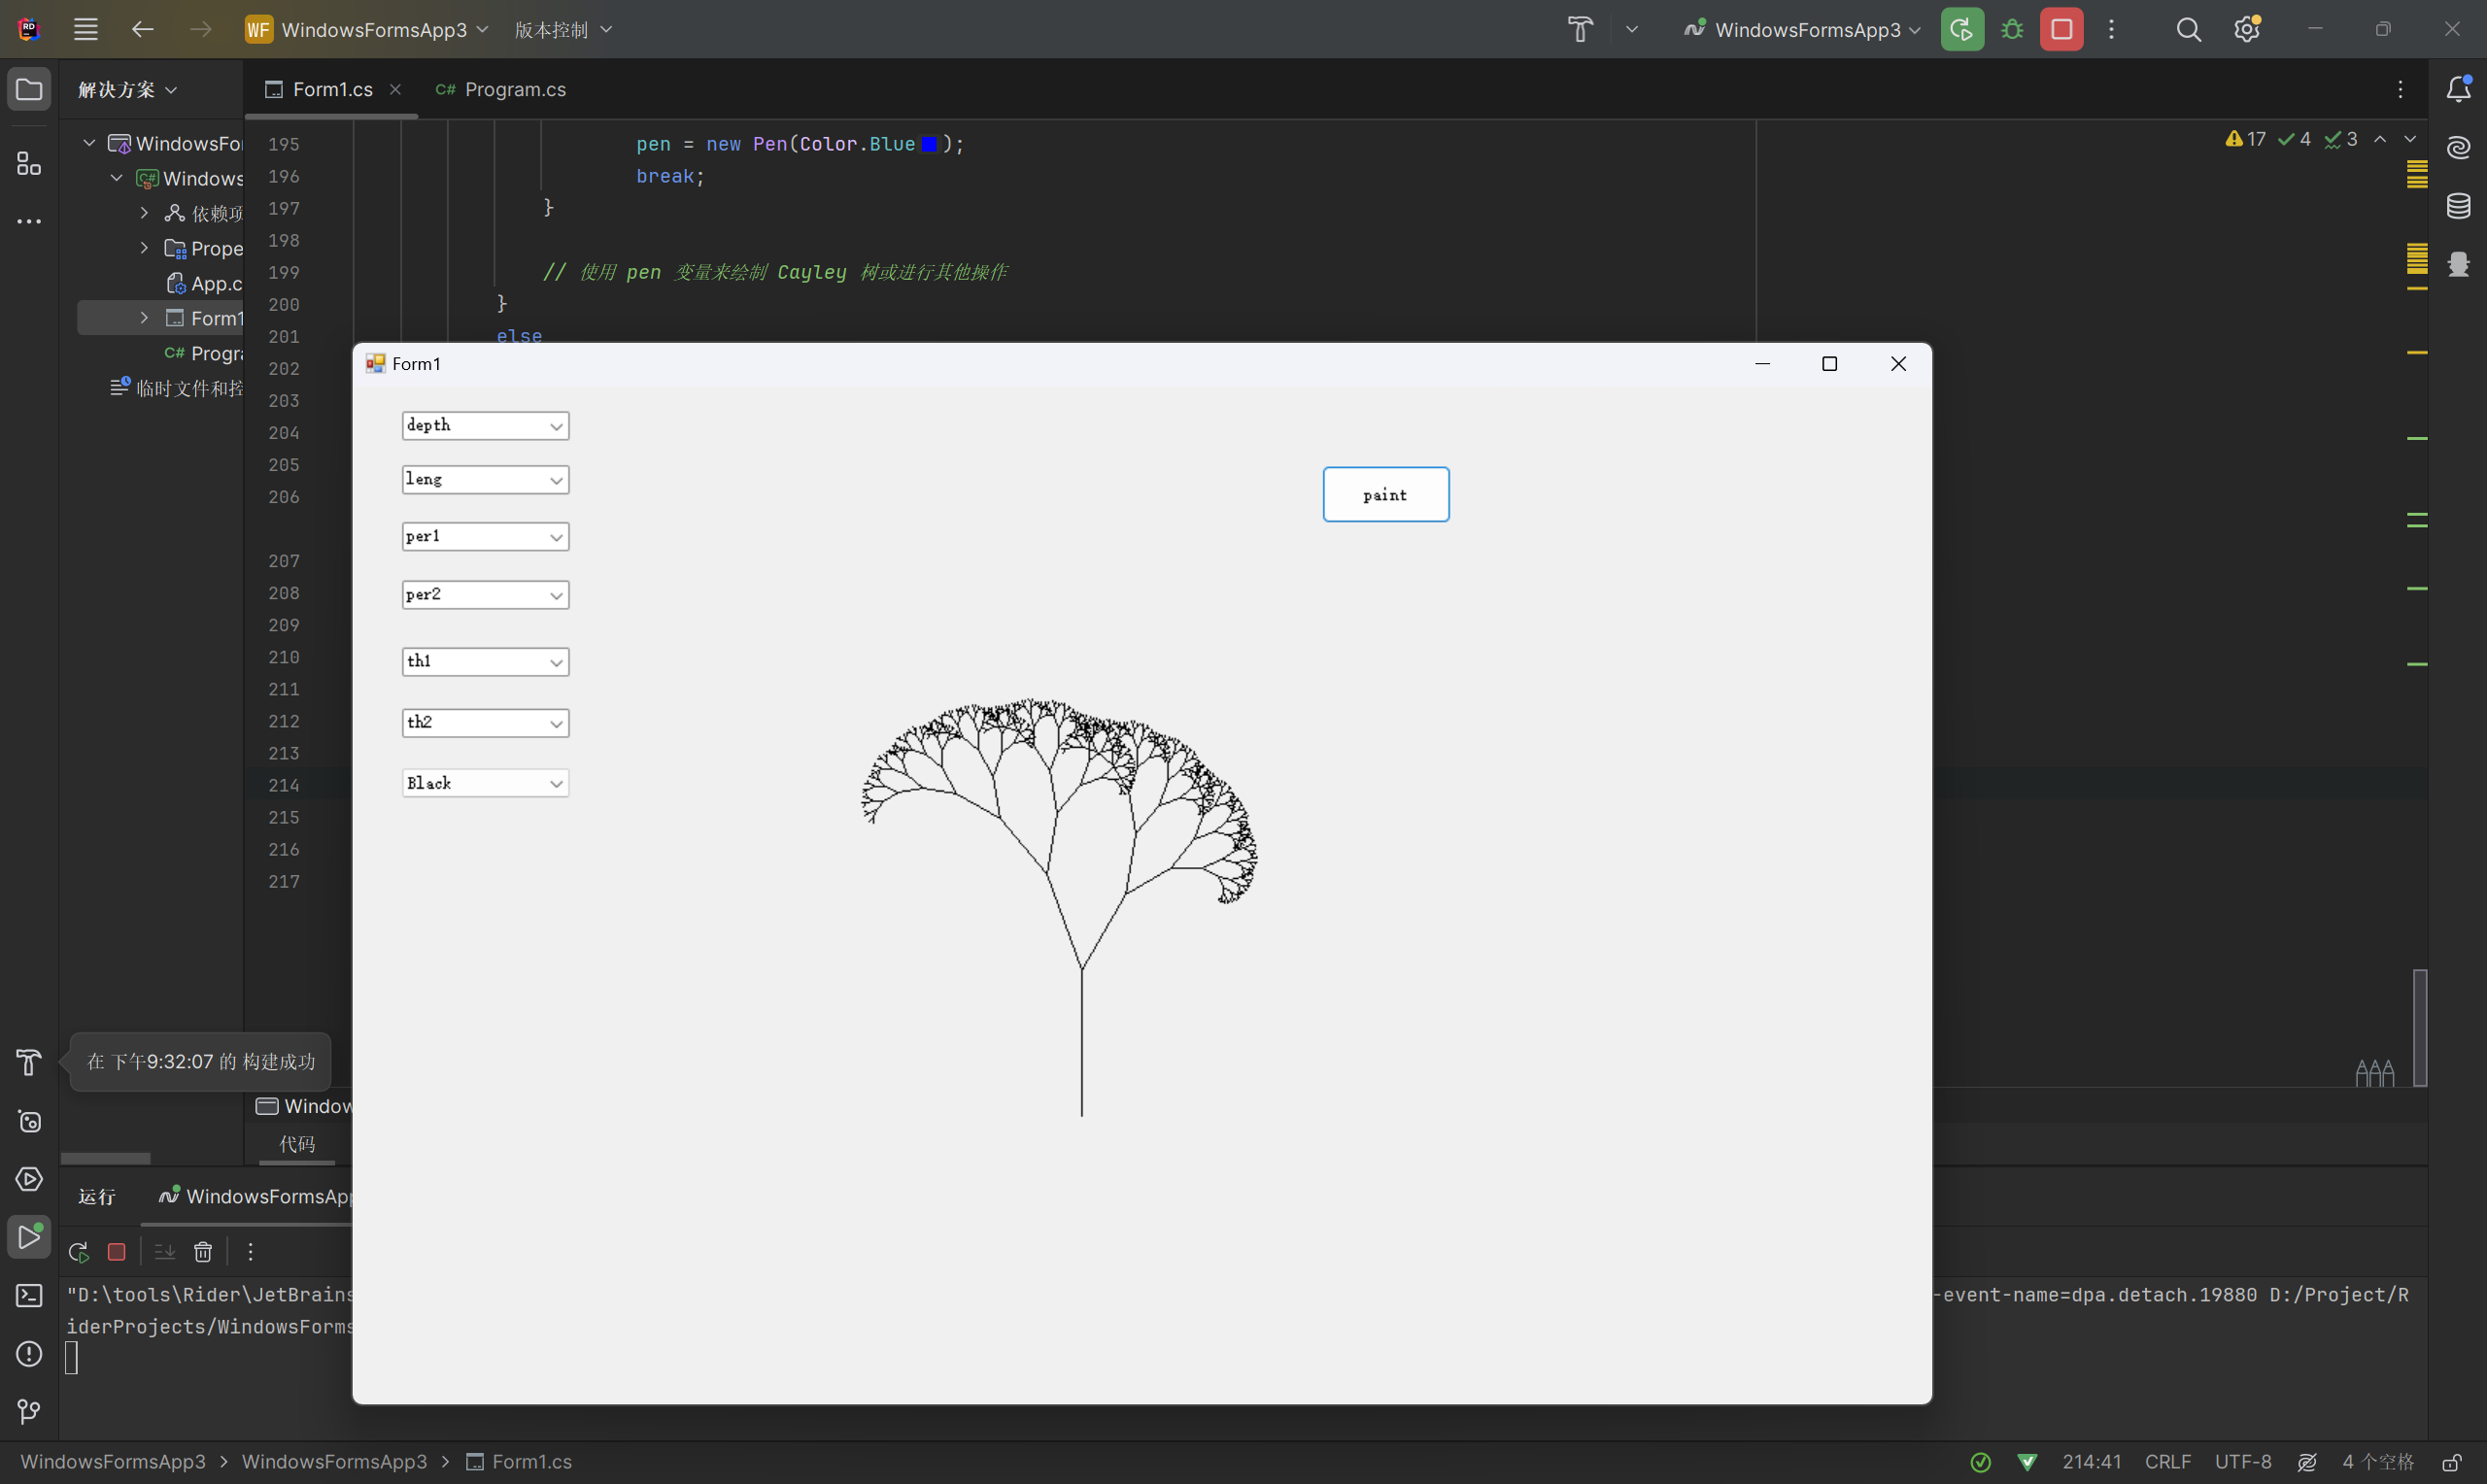 WF WindowsFormsApp3 版本控制 WindowsFormsApp3
解决方案 Form1.cs C# Program.cs
WindowsFor
Windows
依赖项
Prope
App.c
Form1
C# Progra
临时文件和控
17 4 3
195 pen = new Pen(Color.Blue);
196 break;
197 }
198
199 // 使用 pen 变量来绘制 Cayley 树或进行其他操作
200 }
201 else
202
203
204
205
206
207
208
209
210
211
212
213
214
215
216
217
Form1
depth
leng
paint
per1
per2
th1
th2
Black
在 下午9:32:07 的 构建成功
Window
代码
运行 WindowsFormsApp
"D:\tools\Rider\JetBrains -event-name=dpa.detach.19880 D:/Project/R
iderProjects/WindowsForms
WindowsFormsApp3 > WindowsFormsApp3 > Form1.cs 214:41 CRLF UTF-8 4 个空格